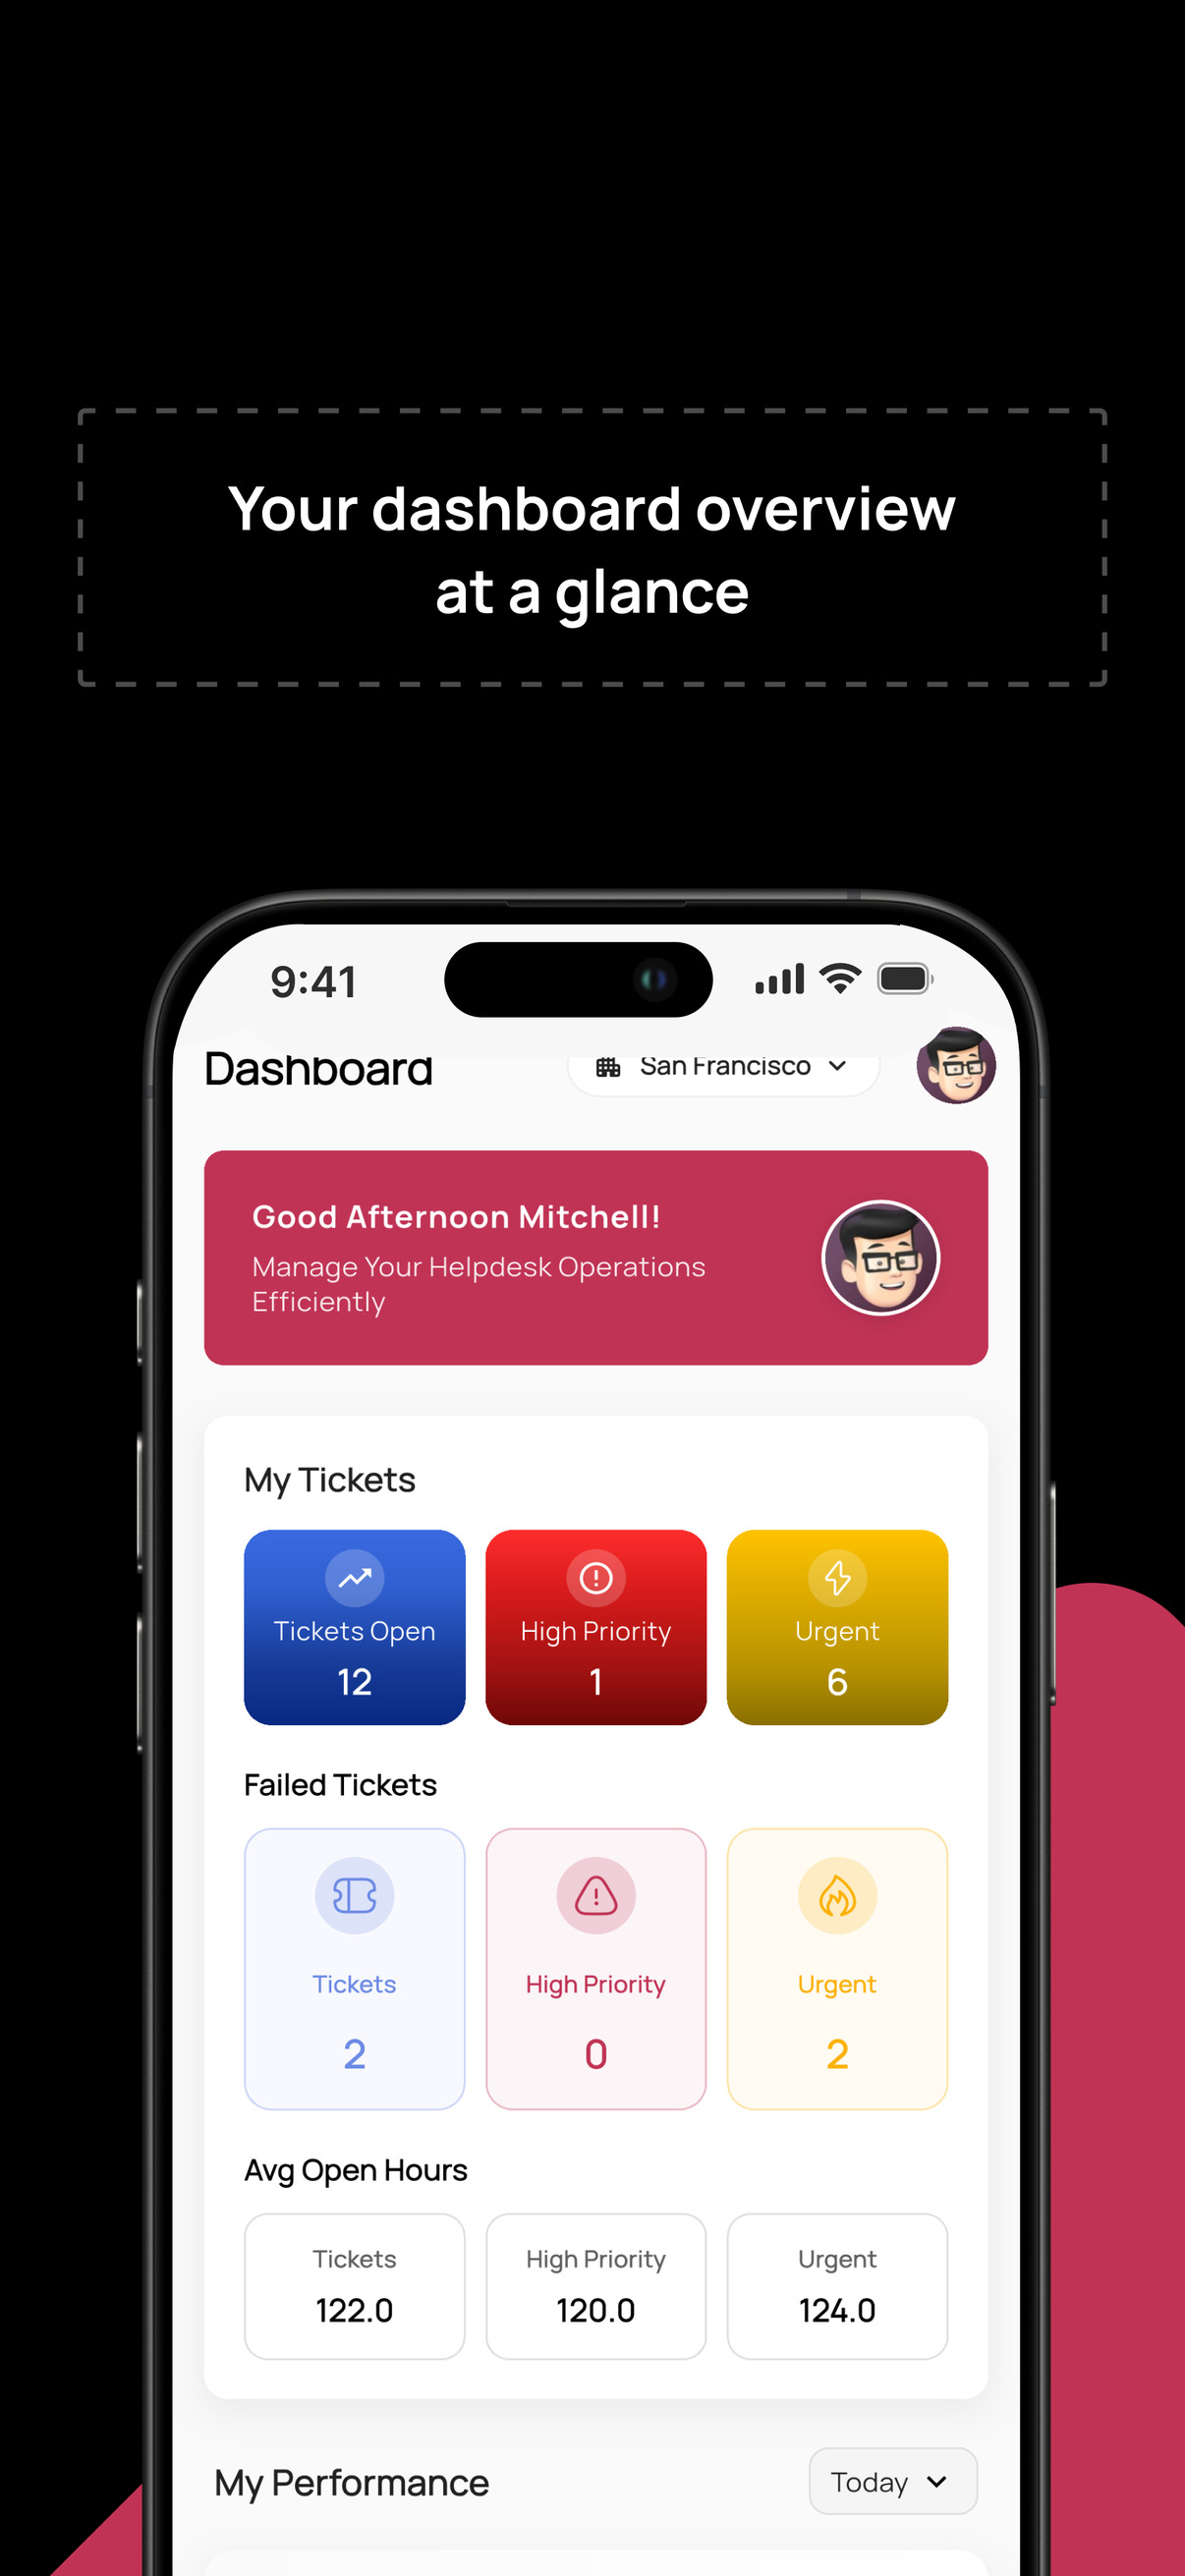 Your dashboard overview
at a glance
9:41
Dashboard
San Francisco
Good Afternoon Mitchell!
Manage Your Helpdesk Operations
Efficiently
My Tickets
Tickets Open
High Priority
Urgent
12
1
6
Failed Tickets
Tickets
High Priority
Urgent
2
0
2
Avg Open Hours
Tickets
High Priority
Urgent
122.0
120.0
124.0
My Performance
Today